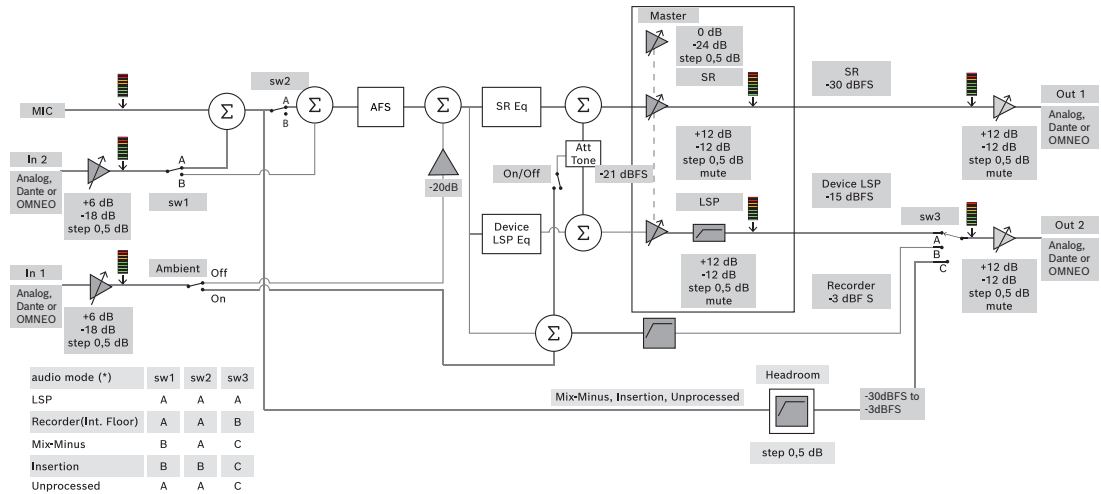 Master
0 dB
-24 dB
step 0,5 dB
SR
SR
-30 dBFS
sw2
A
B
MIC
Σ
Σ
AFS
Σ
SR Eq
Σ
Out 1
Analog,
Dante or
OMNEO
+12 dB
-12 dB
step 0,5 dB
mute
+12 dB
-12 dB
step 0,5 dB
mute
In 2
Analog,
Dante or
OMNEO
+6 dB
-18 dB
step 0,5 dB
A
B
sw1
-20dB
On/Off
Att
Tone
-21 dBFS
Device LSP
-15 dBFS
LSP
Device
LSP Eq
Σ
sw3
A
B
C
Out 2
Analog,
Dante or
OMNEO
+12 dB
-12 dB
step 0,5 dB
mute
+12 dB
-12 dB
step 0,5 dB
mute
In 1
Analog,
Dante or
OMNEO
+6 dB
-18 dB
step 0,5 dB
Ambient
Off
On
Recorder
-3 dBF S
Σ
Headroom
Mix-Minus, Insertion, Unprocessed
-30dBFS to
-3dBFS
step 0,5 dB
audio mode (*) sw1 sw2 sw3
LSP A A A
Recorder(Int. Floor) A A B
Mix-Minus B A C
Insertion B B C
Unprocessed A A C